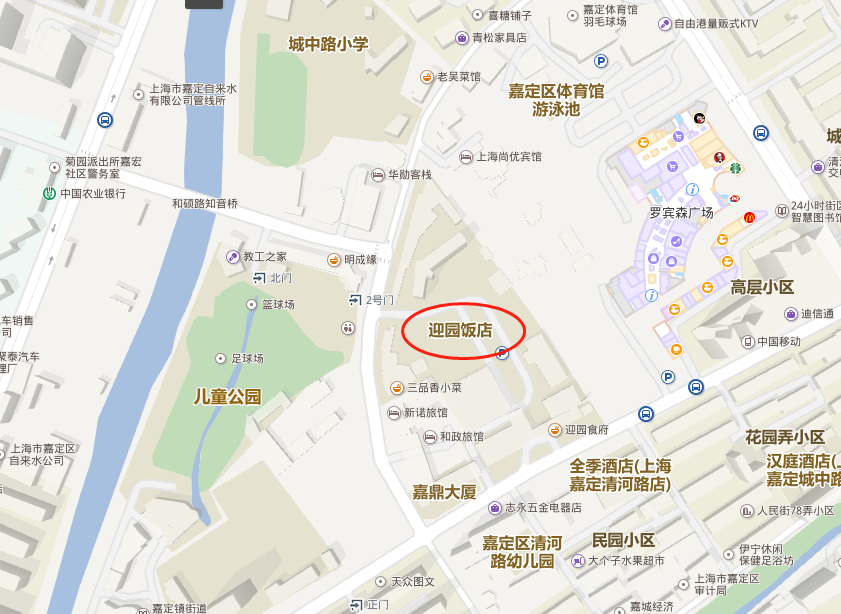 喜糖铺子
嘉定体育馆
羽毛球场
自由港量贩式KTV
青松家具店
城中路小学
老吴菜馆
P
嘉定区体育馆
游泳池
上海市嘉定自来水
有限公司管线所
上海尚优宾馆
菊园派出所嘉宏
社区警务室
中国农业银行
华勋客栈
和硕路知音桥
罗宾森广场
24小时街区
智慧图书馆
教工之家
北门
明成缘
2号门
篮球场
高层小区
迪信通
迎园饭店
P
中国移动
足球场
儿童公园
三品香小菜
P
新诺旅馆
和政旅馆
迎园食府
花园弄小区
全季酒店(上海
嘉定清河路店)
汉庭酒店(上
嘉定城中路
上海市嘉定区
自来水公司
嘉鼎大厦
志永五金电器店
人民街78弄小区
嘉定区清河
路幼儿园
民园小区
大个子水果超市
伊宁休闲
保健足浴坊
天众图文
上海市嘉定区
审计局
正门
嘉定镇街道
嘉城经济